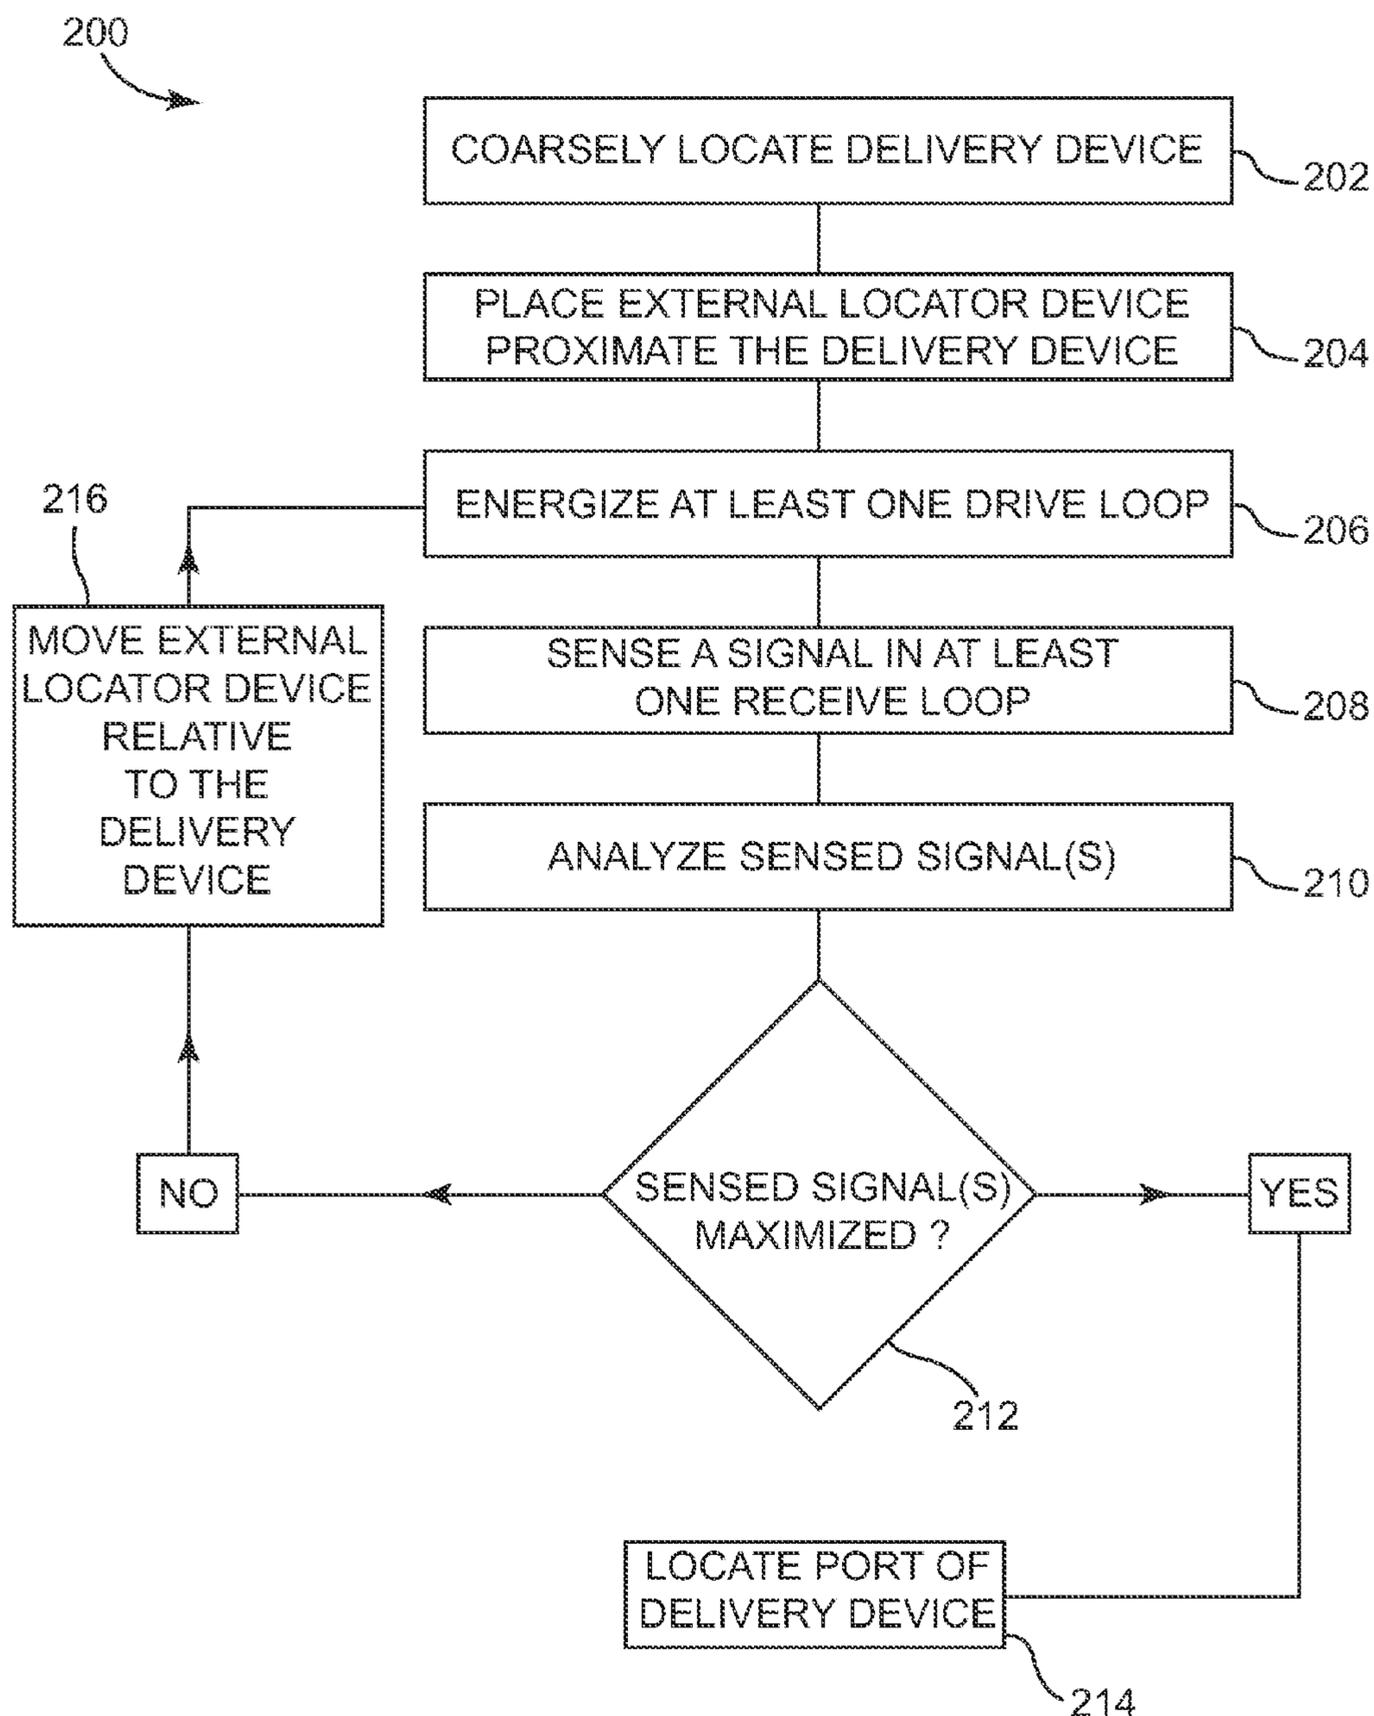 200
COARSELY LOCATE DELIVERY DEVICE
202
PLACE EXTERNAL LOCATOR DEVICE
PROXIMATE THE DELIVERY DEVICE
204
ENERGIZE AT LEAST ONE DRIVE LOOP
206
216
MOVE EXTERNAL
LOCATOR DEVICE
RELATIVE
TO THE
DELIVERY
DEVICE
SENSE A SIGNAL IN AT LEAST
ONE RECEIVE LOOP
208
ANALYZE SENSED SIGNAL(S)
210
NO
SENSED SIGNAL(S)
MAXIMIZED ?
YES
212
LOCATE PORT OF
DELIVERY DEVICE
214